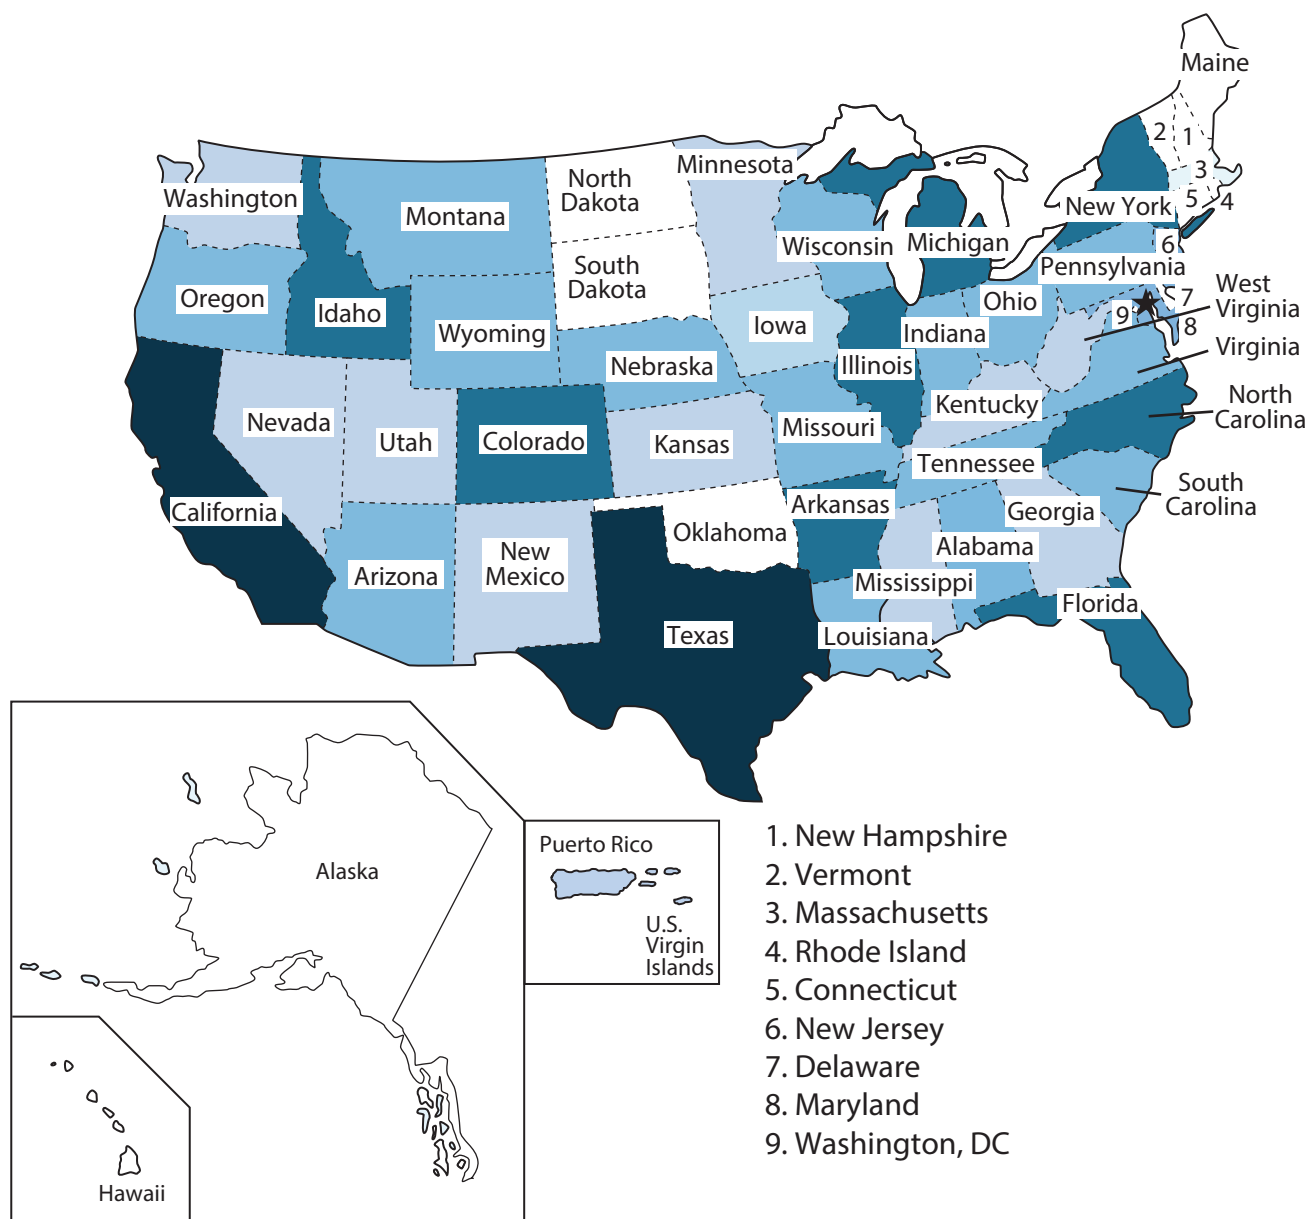 Maine
2
1
Minnesota
North
Dakota
3
Washington
5
4
New York
Montana
Wisconsin
Michigan
6
South
Dakota
Pennsylvania
West
Virginia
Oregon
Ohio
7
Idaho
9
8
Iowa
Wyoming
Indiana
Virginia
Nebraska
Illinois
North
Carolina
Kentucky
Nevada
Utah
Colorado
Kansas
Missouri
Tennessee
South
Carolina
Arkansas
California
Georgia
Oklahoma
Alabama
New
Mexico
Arizona
Mississippi
Florida
Texas
Louisiana
Alaska
Puerto Rico
U.S.
Virgin
Islands
Hawaii
1. New Hampshire
2. Vermont
3. Massachusetts
4. Rhode Island
5. Connecticut
6. New Jersey
7. Delaware
8. Maryland
9. Washington, DC